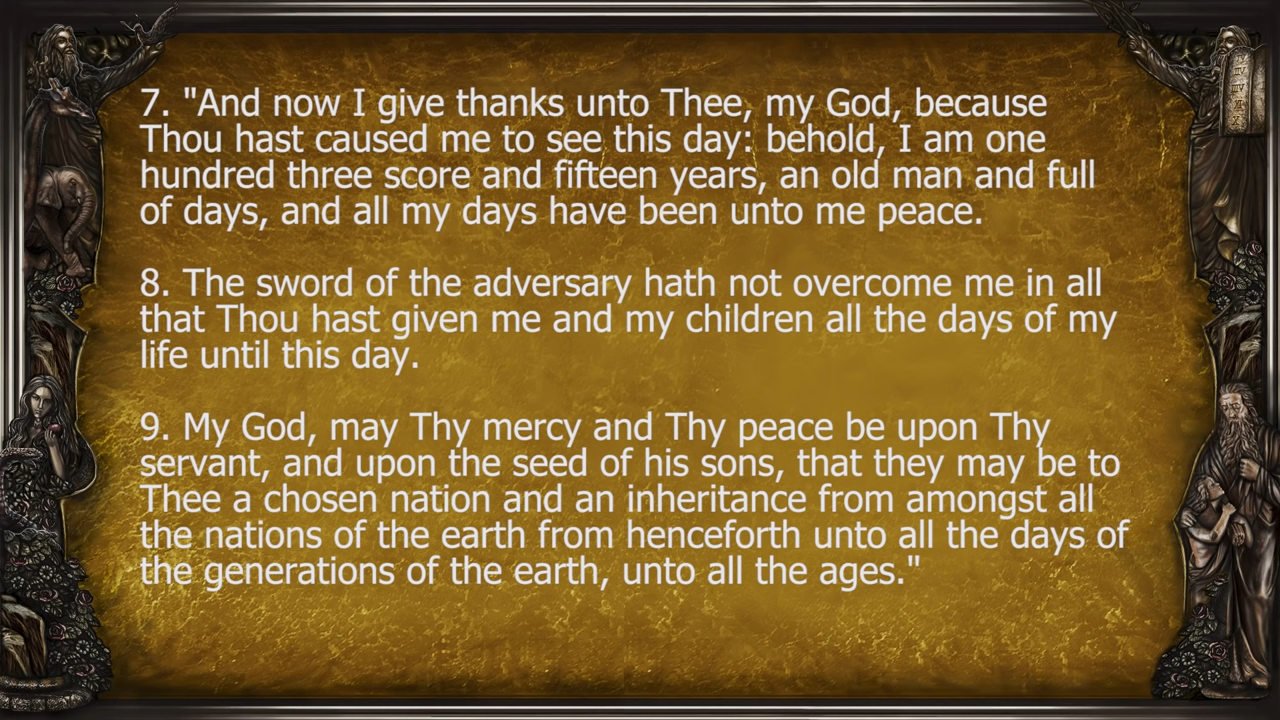 7. "And now I give thanks unto Thee, my God, because
Thou hast caused me to see this day: behold, I am one
hundred three score and fifteen years, an old man and full
of days, and all my days have been unto me peace.
8. The sword of the adversary hath not overcome me in all
that Thou hast given me and my children all the days of my
life until this day.
9. My God, may Thy mercy and Thy peace be upon Thy
servant, and upon the seed of his sons, that they may be to
Thee a chosen nation and an inheritance from amongst all
the nations of the earth from henceforth unto all the days of
the generations of the earth, unto all the ages."